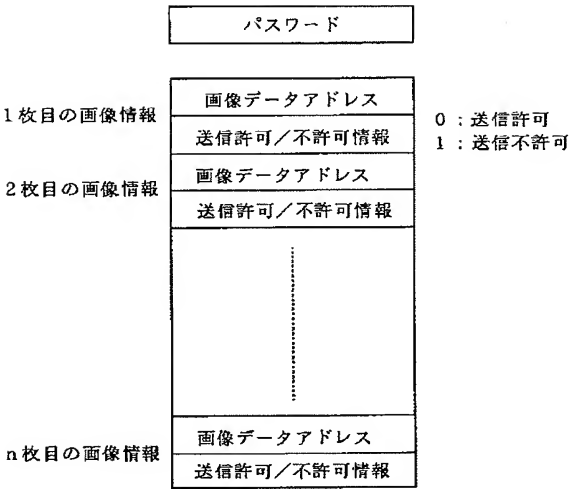 パスワード
1枚目の画像情報
画像データアドレス
送信許可／不許可情報
0：送信許可
1：送信不許可
2枚目の画像情報
画像データアドレス
送信許可／不許可情報
n枚目の画像情報
画像データアドレス
送信許可／不許可情報